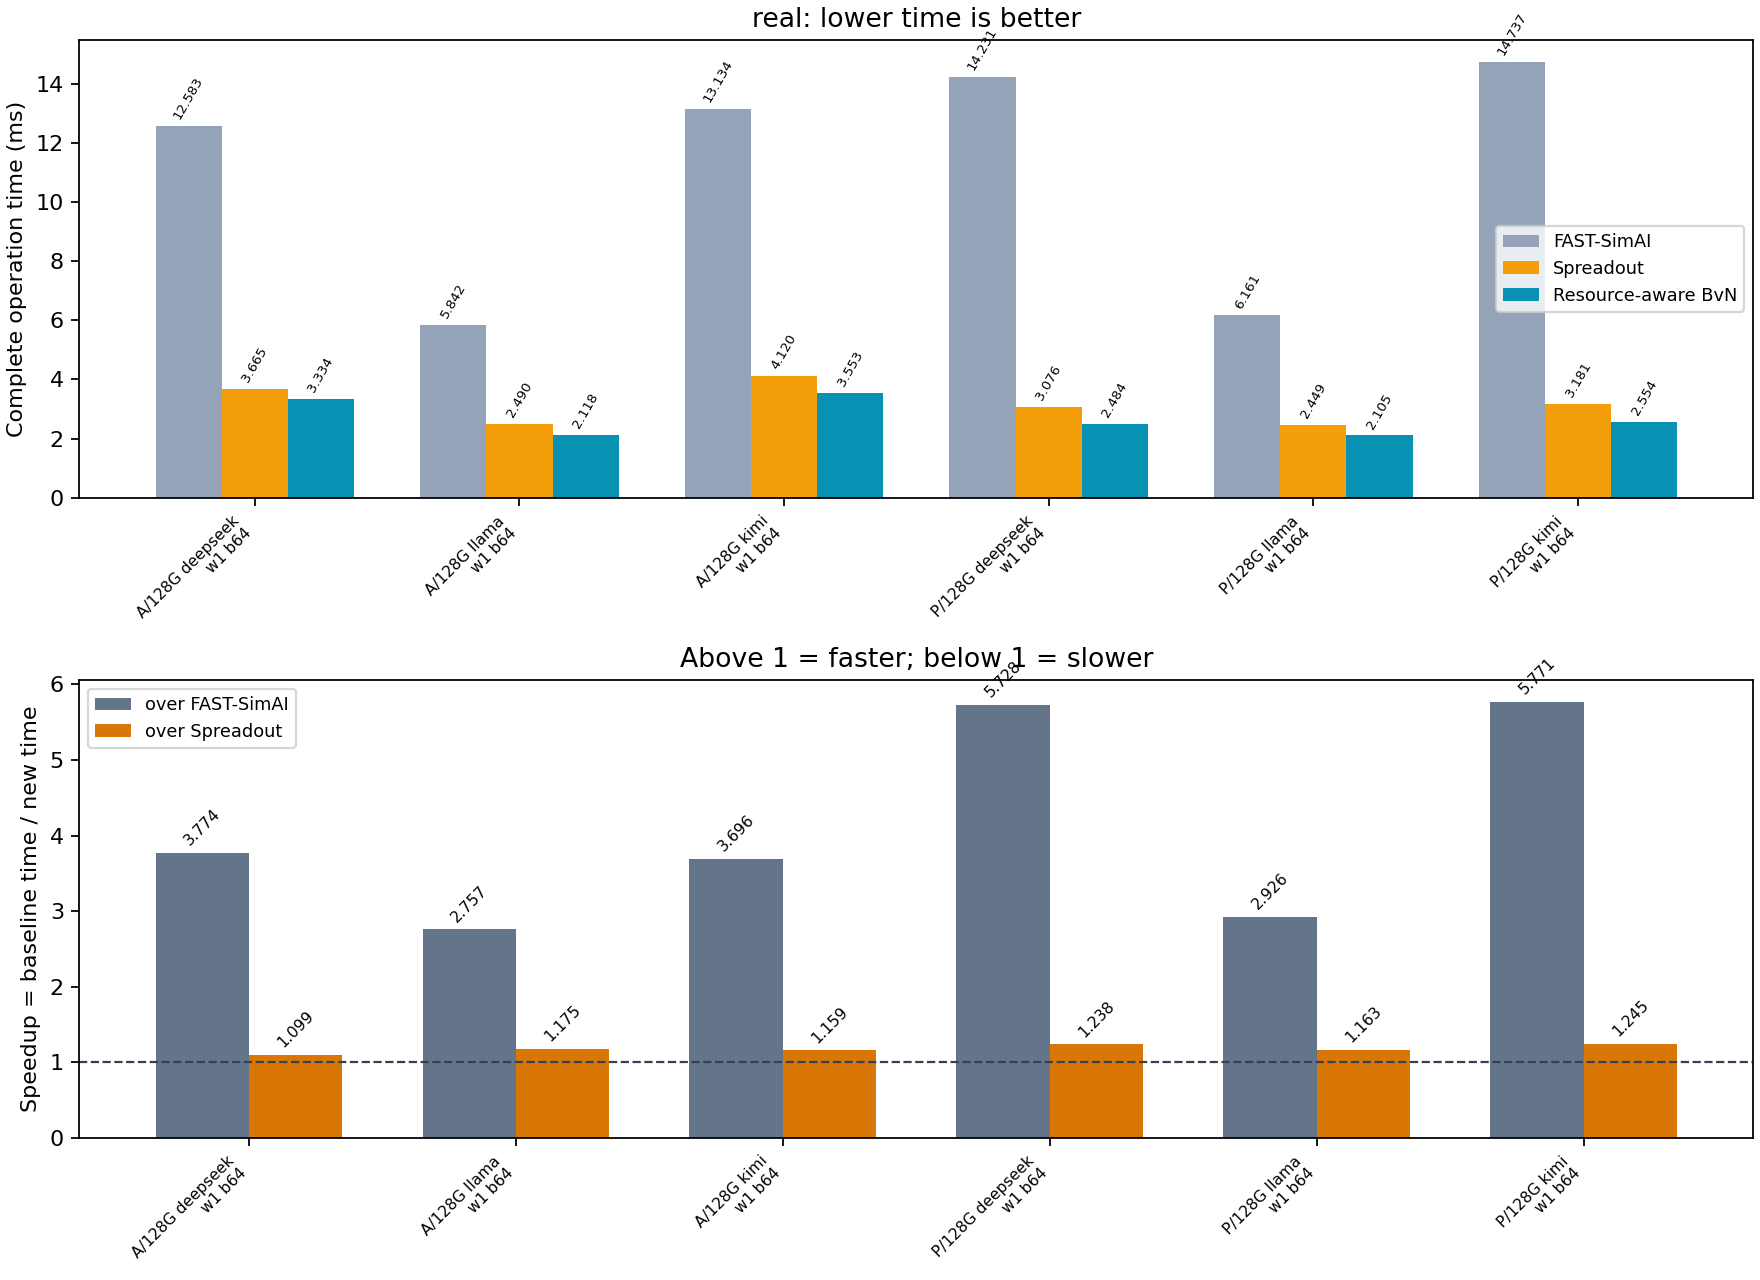 real: lower time is better
Complete operation time (ms)
14
12
10
8
6
4
2
0
12.583
3.665
3.334
5.842
2.490
2.118
13.134
4.120
3.553
14.231
3.076
2.484
6.161
2.449
2.105
14.737
3.181
2.554
FAST-SimAI
Spreadout
Resource-aware BvN
A/128G deepseek
w1 b64
A/128G llama
w1 b64
A/128G kimi
w1 b64
P/128G deepseek
w1 b64
P/128G llama
w1 b64
P/128G kimi
w1 b64
Above 1 = faster; below 1 = slower
Speedup = baseline time / new time
6
5
4
3
2
1
0
over FAST-SimAI
over Spreadout
3.774
1.099
2.757
1.175
3.696
1.159
5.728
1.238
2.926
1.163
5.771
1.245
A/128G deepseek
w1 b64
A/128G llama
w1 b64
A/128G kimi
w1 b64
P/128G deepseek
w1 b64
P/128G llama
w1 b64
P/128G kimi
w1 b64